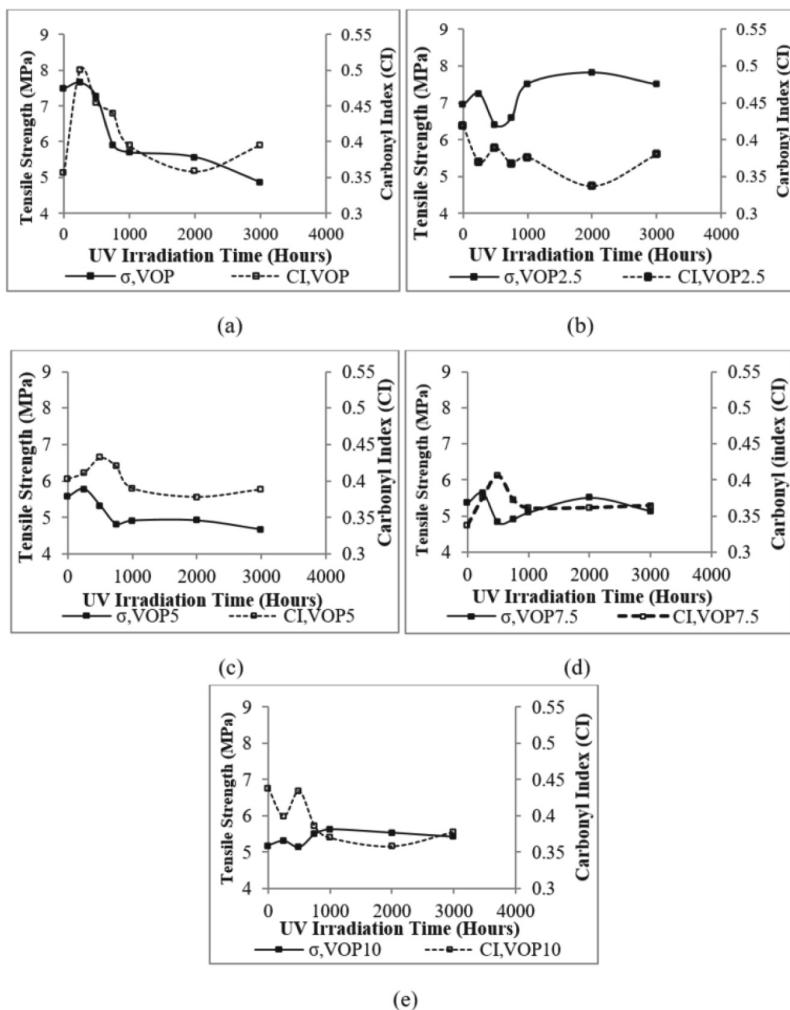 9
8
7
6
5
4
0.55
0.5
0.45
0.4
0.35
0.3
0 1000 2000 3000 4000
Tensile Strength (MPa)
Carbonyl Index (CI)
UV Irradiation Time (Hours)
σ,VOP CI,VOP
(a)
9
8
7
6
5
4
0.55
0.5
0.45
0.4
0.35
0.3
0 1000 2000 3000 4000
Tensile Strength (MPa)
Carbonyl Index (CI)
UV Irradiation Time (Hours)
σ,VOP2.5 CI,VOP2.5
(b)
9
8
7
6
5
4
0.55
0.5
0.45
0.4
0.35
0.3
0 1000 2000 3000 4000
Tensile Strength (MPa)
Carbonyl Index (CI)
UV Irradiation Time (Hours)
σ,VOP5 CI,VOP5
(c)
9
8
7
6
5
4
0.55
0.5
0.45
0.4
0.35
0.3
0 1000 2000 3000 4000
Tensile Strength (MPa)
Carbonyl (index (CI)
UV Irradiation Time (Hours)
σ,VOP7.5 CI,VOP7.5
(d)
9
8
7
6
5
4
0.55
0.5
0.45
0.4
0.35
0.3
0 1000 2000 3000 4000
Tensile Strength (MPa)
Carbonyl Index (CI)
UV Irradiation Time (Hours)
σ,VOP10 CI,VOP10
(e)